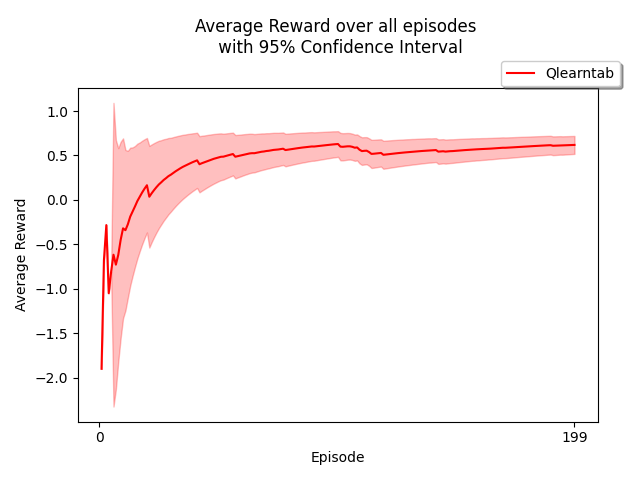 Average Reward over all episodes
with 95% Confidence Interval
Qlearntab
1.0
0.5
0.0
−0.5
−1.0
−1.5
−2.0
Average Reward
0
199
Episode